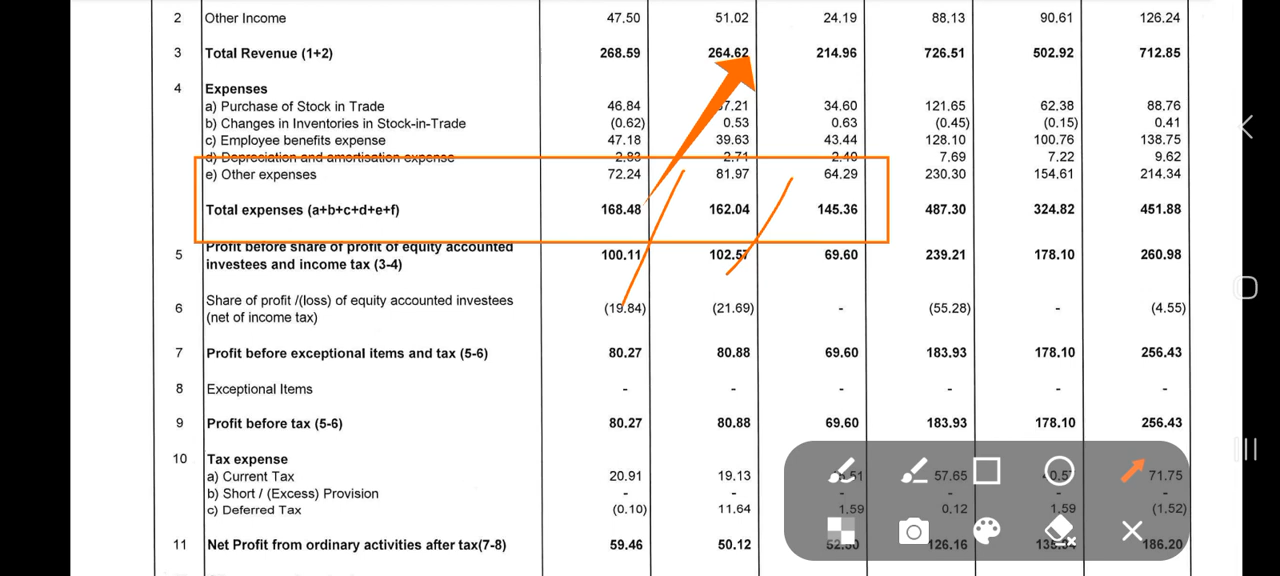 2 Other Income 47.50 51.02 24.19 88.13 90.61 126.24
3 Total Revenue (1+2) 268.59 264.62 214.96 726.51 502.92 712.85
4 Expenses
a) Purchase of Stock in Trade 46.84 7.21 34.60 121.65 62.38 88.76
b) Changes in Inventories in Stock-in-Trade (0.62) 0.53 0.63 (0.45) (0.15) 0.41
c) Employee benefits expense 47.18 39.63 43.44 128.10 100.76 138.75
d) Depreciation and amortisation expense 2.83 2.71 2.40 7.69 7.22 9.62
e) Other expenses 72.24 81.97 64.29 230.30 154.61 214.34
Total expenses (a+b+c+d+e+f) 168.48 162.04 145.36 487.30 324.82 451.88
Profit before share of profit of equity accounted
5 investees and income tax (3-4) 100.11 102.57 69.60 239.21 178.10 260.98
Share of profit /(loss) of equity accounted investees
6 (net of income tax) (19.84) (21.69) - (55.28) - (4.55)
7 Profit before exceptional items and tax (5-6) 80.27 80.88 69.60 183.93 178.10 256.43
8 Exceptional Items - - - - - -
9 Profit before tax (5-6) 80.27 80.88 69.60 183.93 178.10 256.43
10 Tax expense
a) Current Tax 20.91 19.13 57.65 71.75
b) Short / (Excess) Provision - - - - - -
c) Deferred Tax (0.10) 11.64 1.59 0.12 1.59 (1.52)
11 Net Profit from ordinary activities after tax(7-8) 59.46 50.12 126.16 186.20